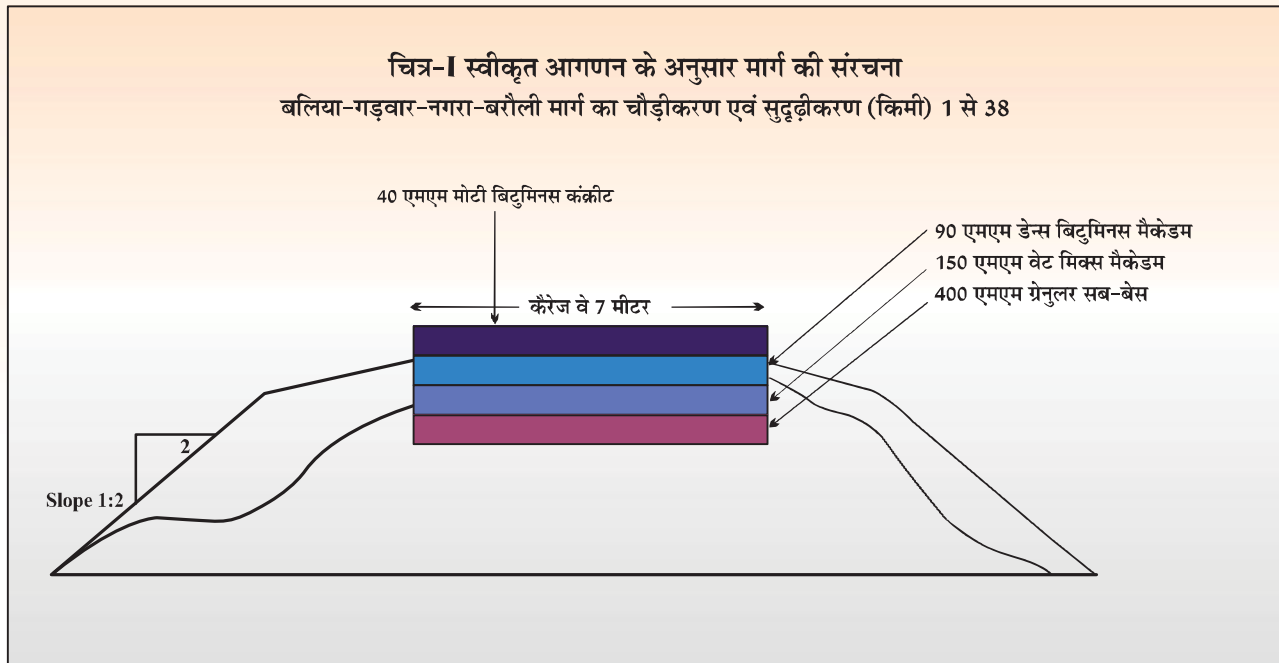 चित्र-I स्वीकृत आगणन के अनुसार मार्ग की संरचना
बलिया-गड़वार-नगरा-बरौली मार्ग का चौड़ीकरण एवं सुदृढ़ीकरण (किमी) 1 से 38
40 एमएम मोटी बिटुमिनस कंक्रीट
90 एमएम डेन्स बिटुमिनस मैकेडम
150 एमएम वेट मिक्स मैकेडम
400 एमएम ग्रेनुलर सब-बेस
कैरेज वे 7 मीटर
2
Slope 1:2